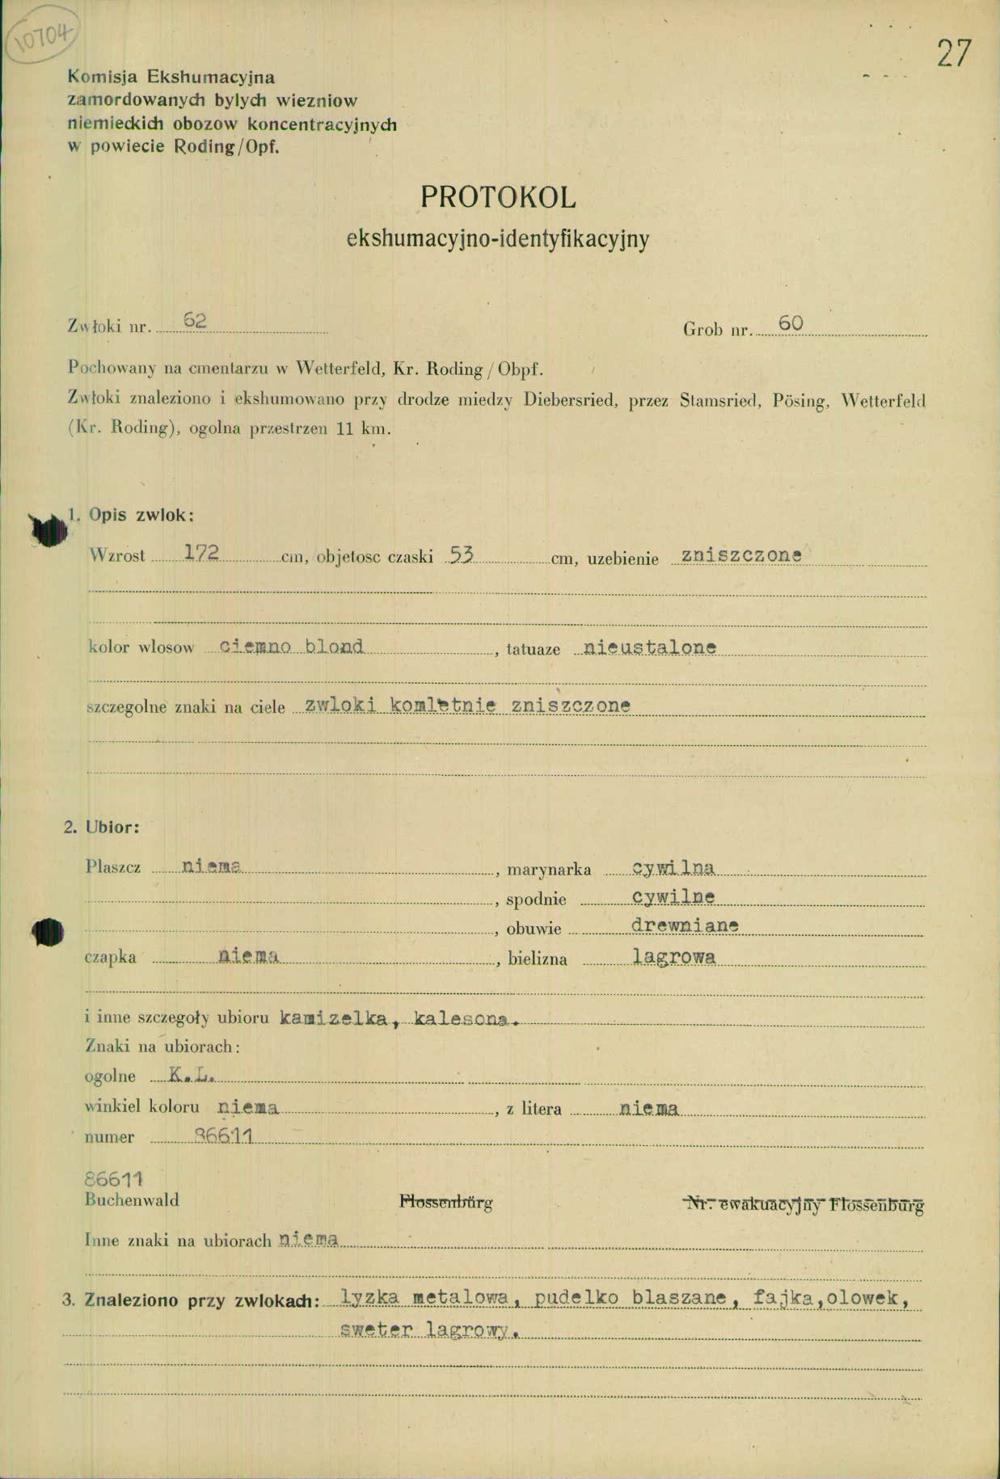 10704
27
Komisja Ekshumacyjna
zamordowanych bylych wiezniow
niemieckich obozow koncentracyjnych
w powiecie Roding/Opf.
PROTOKOL
ekshumacyjno-identyfikacyjny
Zwłoki nr. 62 Grob nr. 60
Pochowany na cmentarzu w Wetterfeld, Kr. Roding / Obpf.
Zwłoki znaleziono i ekshumowano przy drodze miedzy Diebersried, przez Stamsried, Pösing, Wetterfeld
(Kr. Roding), ogolna przestrzen 11 km.
1. Opis zwlok:
Wzrost 172 cm, objetosc czaski 53 cm, uzebienie zniszczone
kolor wlosow ciemno blond, tatuaze nieustalone
szczegolne znaki na ciele zwloki komletnie zniszczone
2. Ubior:
Plaszcz niema, marynarka cywilna
, spodnie cywilne
, obuwie drewniane
czapka niema, bielizna lagrowa
i inne szczegoły ubioru kamizelka, kalesona.
Znaki na ubiorach:
ogolne K.L.
winkiel koloru niema, z litera niema
numer 86611
86611
Buchenwald Flossenbürg Nr. ewakuacyjny Flossenbürg
Inne znaki na ubiorach niema
3. Znaleziono przy zwlokach: lyzka metalowa, pudelko blaszane, fajka,olowek,
sweter lagrowy.